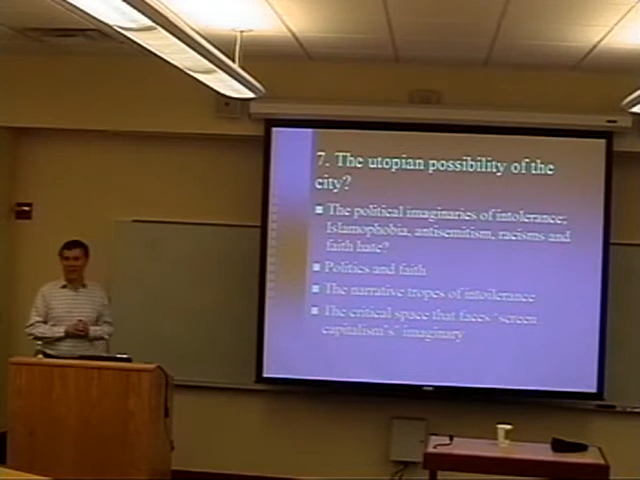 7. The utopian possibility of the
city?
The political imaginaries of intolerance;
Islamophobia, antisemitism, racisms and
faith hate?
Politics and faith
The narrative tropes of intoilerance
The critical space that faces 'screen
capitalism's' imaginary